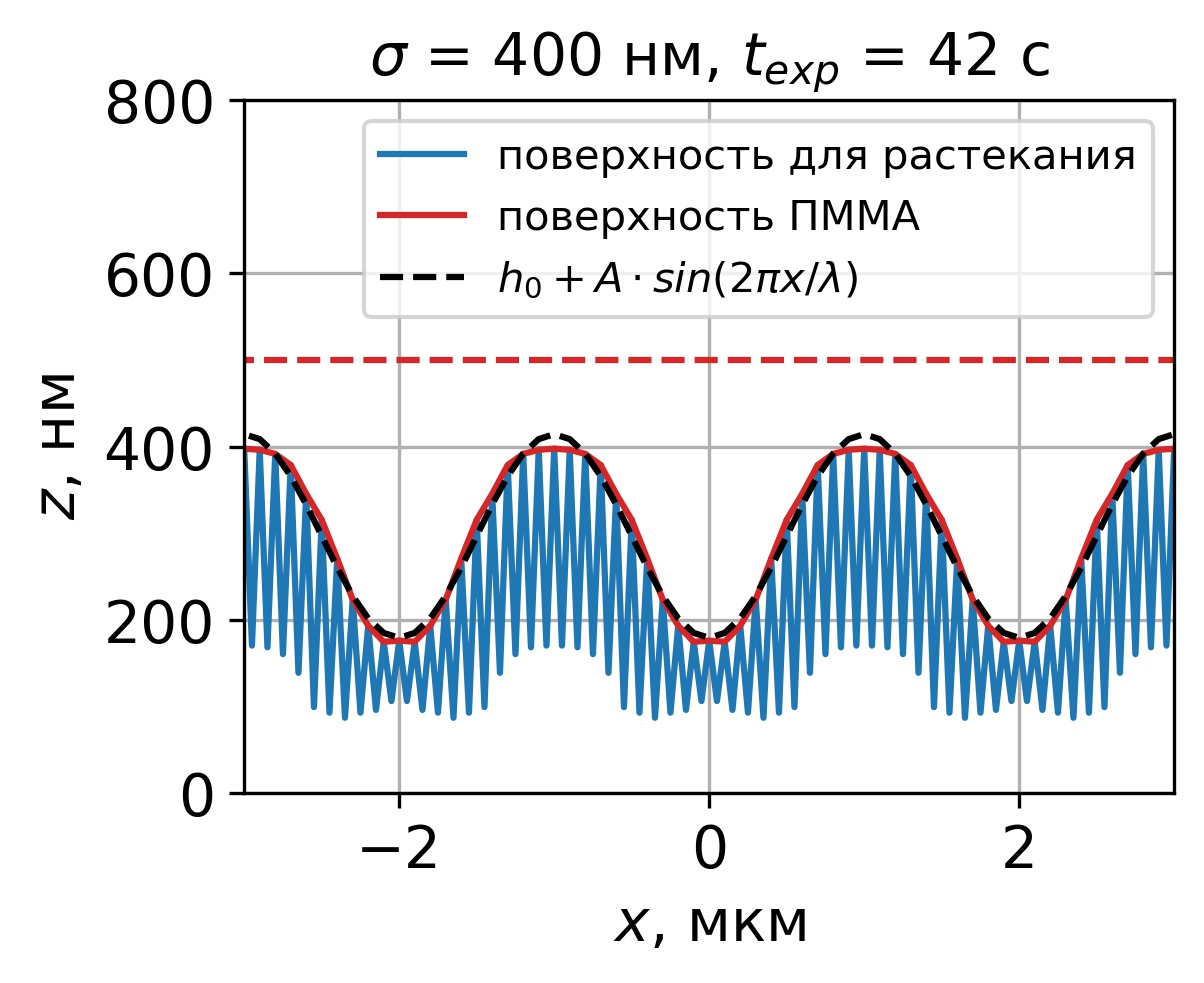 σ = 400 нм, t_exp = 42 с
800
600
400
200
0
z, нм
поверхность для растекания
поверхность ПММА
h₀ + A · sin(2πx/λ)
−2
0
2
x, мкм